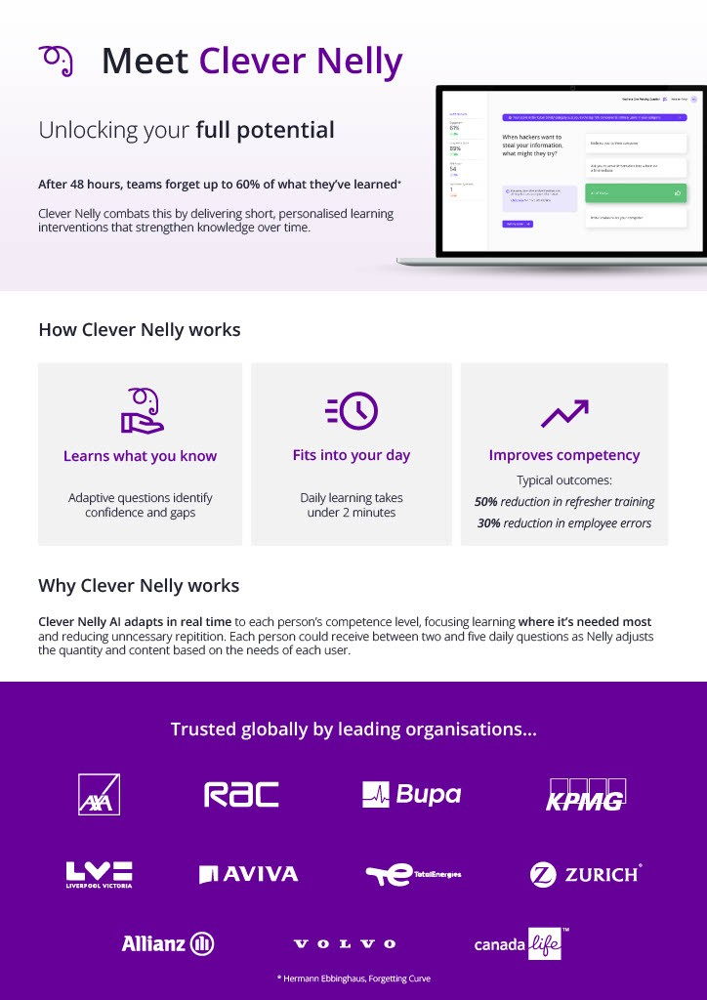 Meet Clever Nelly
Unlocking your full potential
After 48 hours, teams forget up to 60% of what they've learned*
Clever Nelly combats this by delivering short, personalised learning
interventions that strengthen knowledge over time.
61%
89%
54
1
When hackers want to
steal your information,
what might they try?
How Clever Nelly works
Learns what you know
Adaptive questions identify
confidence and gaps
Fits into your day
Daily learning takes
under 2 minutes
Improves competency
Typical outcomes:
50% reduction in refresher training
30% reduction in employee errors
Why Clever Nelly works
Clever Nelly AI adapts in real time to each person's competence level, focusing learning where it's needed most
and reducing unncessary repitition. Each person could receive between two and five daily questions as Nelly adjusts
the quantity and content based on the needs of each user.
Trusted globally by leading organisations...
AXA
RAC
Bupa
KPMG
LV=
LIVERPOOL VICTORIA
AVIVA
TotalEnergies
ZURICH®
Allianz
VOLVO
canada life™
* Hermann Ebbinghaus, Forgetting Curve